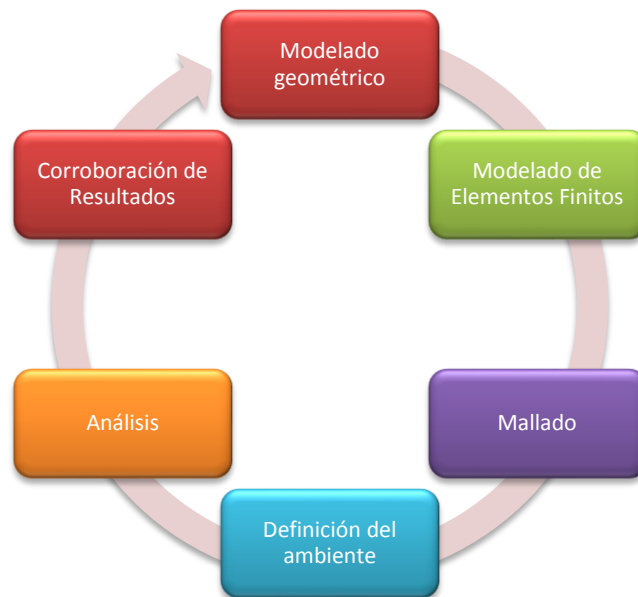 Modelado
geométrico
Modelado de
Elementos Finitos
Mallado
Definición del
ambiente
Análisis
Corroboración de
Resultados